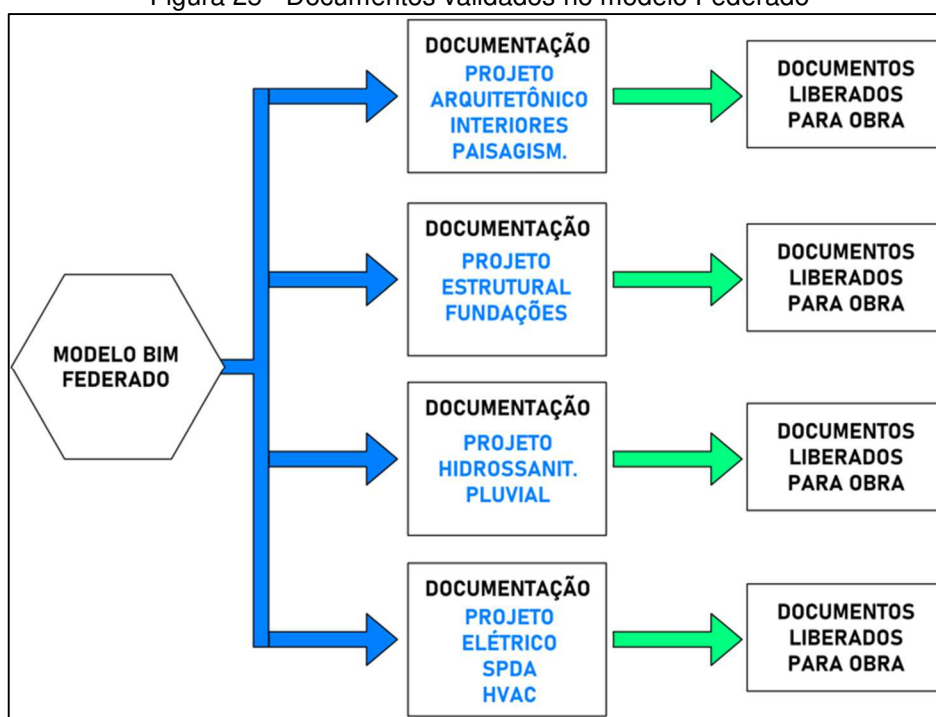 Figura 25 - Documentos validados no modelo Federado
MODELO BIM
FEDERADO
DOCUMENTAÇÃO
PROJETO
ARQUITETÔNICO
INTERIORES
PAISAGISM.
DOCUMENTOS
LIBERADOS
PARA OBRA
DOCUMENTAÇÃO
PROJETO
ESTRUTURAL
FUNDAÇÕES
DOCUMENTOS
LIBERADOS
PARA OBRA
DOCUMENTAÇÃO
PROJETO
HIDROSSANIT.
PLUVIAL
DOCUMENTOS
LIBERADOS
PARA OBRA
DOCUMENTAÇÃO
PROJETO
ELÉTRICO
SPDA
HVAC
DOCUMENTOS
LIBERADOS
PARA OBRA